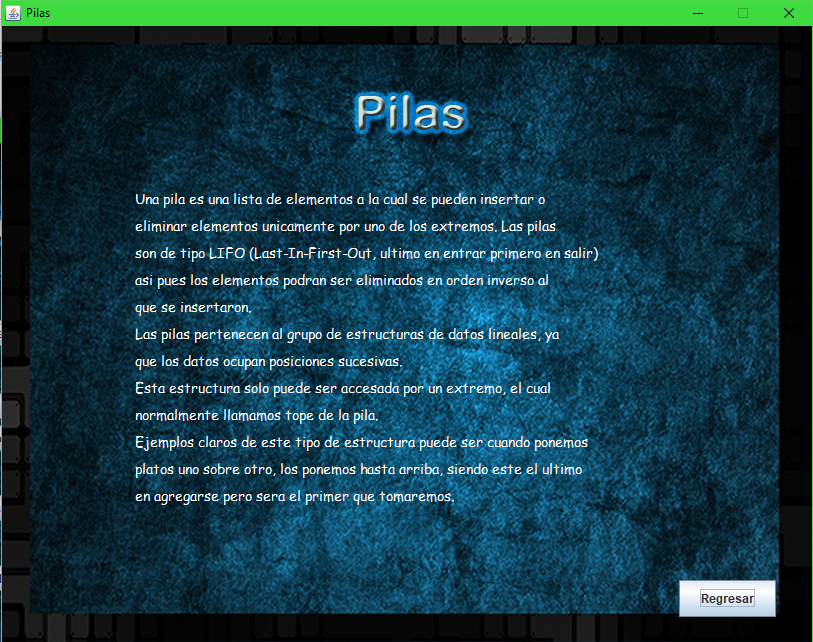 Pilas
Pilas
Una pila es una lista de elementos a la cual se pueden insertar o
eliminar elementos unicamente por uno de los extremos. Las pilas
son de tipo LIFO (Last-In-First-Out, ultimo en entrar primero en salir)
asi pues los elementos podran ser eliminados en orden inverso al
que se insertaron.
Las pilas pertenecen al grupo de estructuras de datos lineales, ya
que los datos ocupan posiciones sucesivas.
Esta estructura solo puede ser accesada por un extremo, el cual
normalmente llamamos tope de la pila.
Ejemplos claros de este tipo de estructura puede ser cuando ponemos
platos uno sobre otro, los ponemos hasta arriba, siendo este el ultimo
en agregarse pero sera el primer que tomaremos.
Regresar